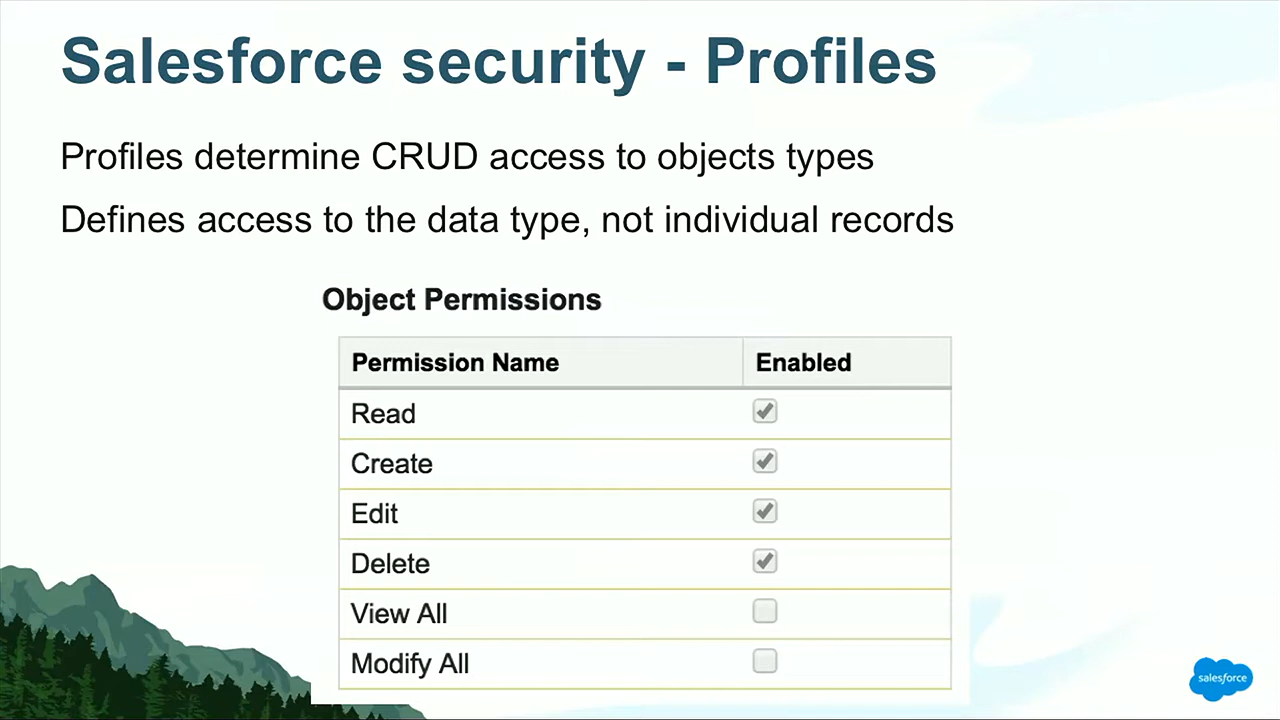 Salesforce security - Profiles
Profiles determine CRUD access to objects types
Defines access to the data type, not individual records
Object Permissions
Permission Name Enabled
Read
Create
Edit
Delete
View All
Modify All
salesforce